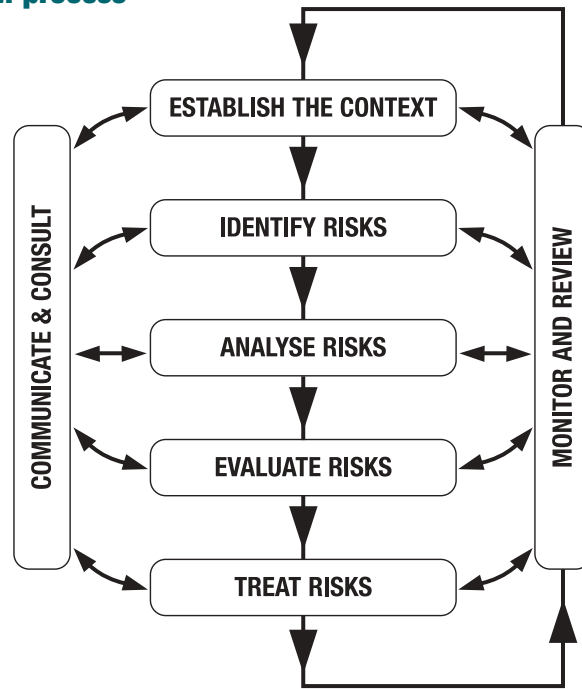 process
ESTABLISH THE CONTEXT
IDENTIFY RISKS
ANALYSE RISKS
EVALUATE RISKS
TREAT RISKS
COMMUNICATE & CONSULT
MONITOR AND REVIEW